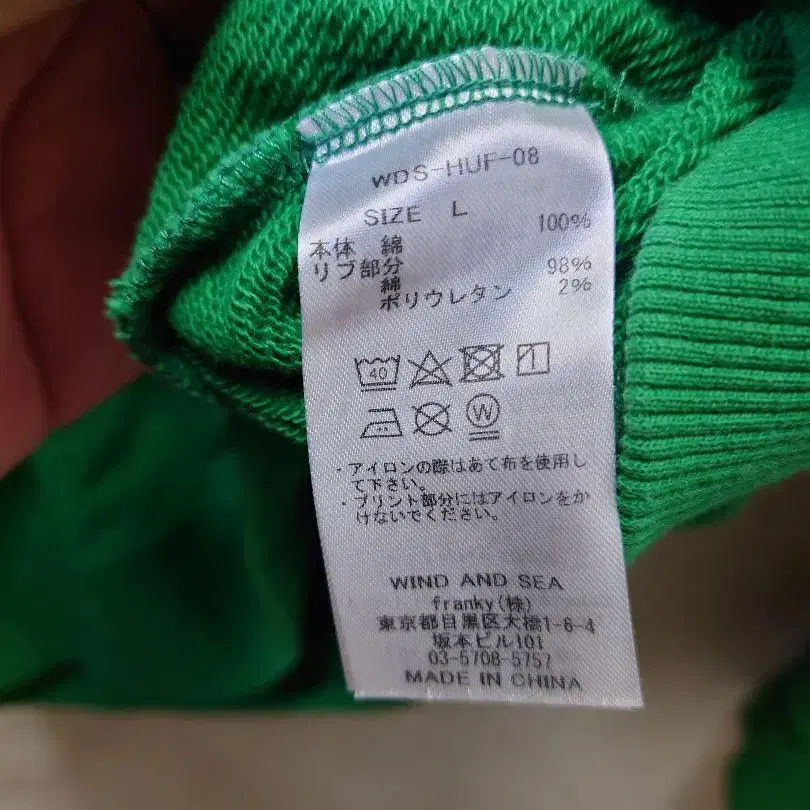 WDS-HUF-08
SIZE L
本体 綿 100%
リブ部分
綿 98%
ポリウレタン 2%
40
W
・アイロンの際はあて布を使用し
て下さい。
・プリント部分にはアイロンをか
けないでください。
WIND AND SEA
franky(株)
東京都目黒区大橋1-6-4
坂本ビル101
03-5708-5757
MADE IN CHINA